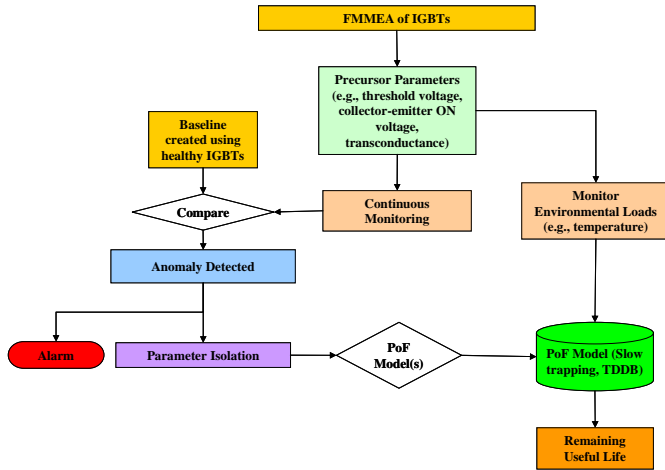 FMMEA of IGBTs
Precursor Parameters
(e.g., threshold voltage,
collector-emitter ON
voltage,
transconductance)
Baseline
created using
healthy IGBTs
Continuous
Monitoring
Compare
Monitor
Environmental Loads
(e.g., temperature)
Anomaly Detected
Alarm
Parameter Isolation
PoF
Model(s)
PoF Model (Slow
trapping, TDDB)
Remaining
Useful Life